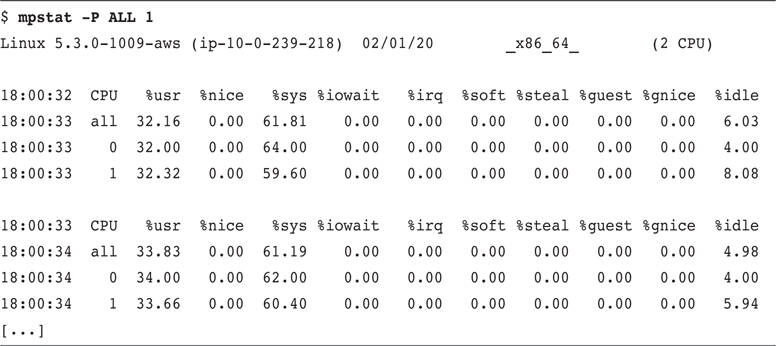 $ mpstat -P ALL 1
Linux 5.3.0-1009-aws (ip-10-0-239-218)  02/01/20        _x86_64_        (2 CPU)
18:00:32  CPU    %usr   %nice    %sys %iowait    %irq   %soft  %steal  %guest  %gnice   %idle
18:00:33  all   32.16    0.00   61.81    0.00    0.00    0.00    0.00    0.00    0.00    6.03
18:00:33    0   32.00    0.00   64.00    0.00    0.00    0.00    0.00    0.00    0.00    4.00
18:00:33    1   32.32    0.00   59.60    0.00    0.00    0.00    0.00    0.00    0.00    8.08
18:00:33  CPU    %usr   %nice    %sys %iowait    %irq   %soft  %steal  %guest  %gnice   %idle
18:00:34  all   33.83    0.00   61.19    0.00    0.00    0.00    0.00    0.00    0.00    4.98
18:00:34    0   34.00    0.00   62.00    0.00    0.00    0.00    0.00    0.00    0.00    4.00
18:00:34    1   33.66    0.00   60.40    0.00    0.00    0.00    0.00    0.00    0.00    5.94
[...]